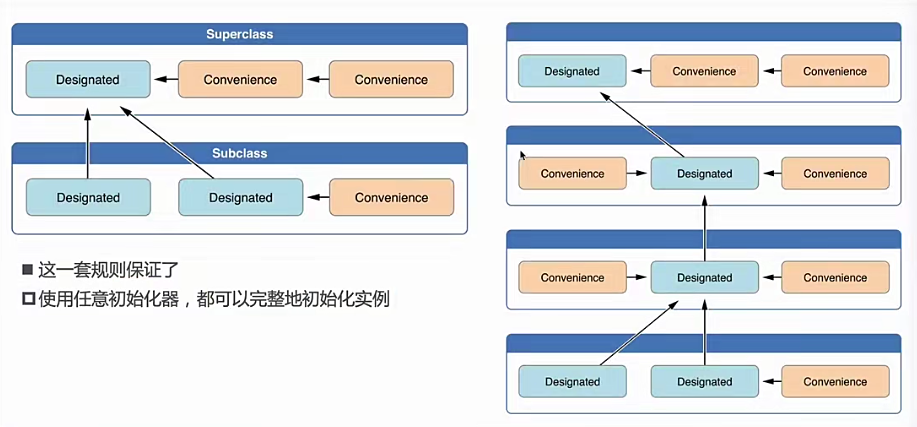 Superclass
Designated
Convenience
Convenience
Subclass
Designated
Designated
Convenience
这一套规则保证了
使用任意初始化器，都可以完整地初始化实例
Designated
Convenience
Convenience
Convenience
Designated
Convenience
Convenience
Designated
Convenience
Designated
Designated
Convenience